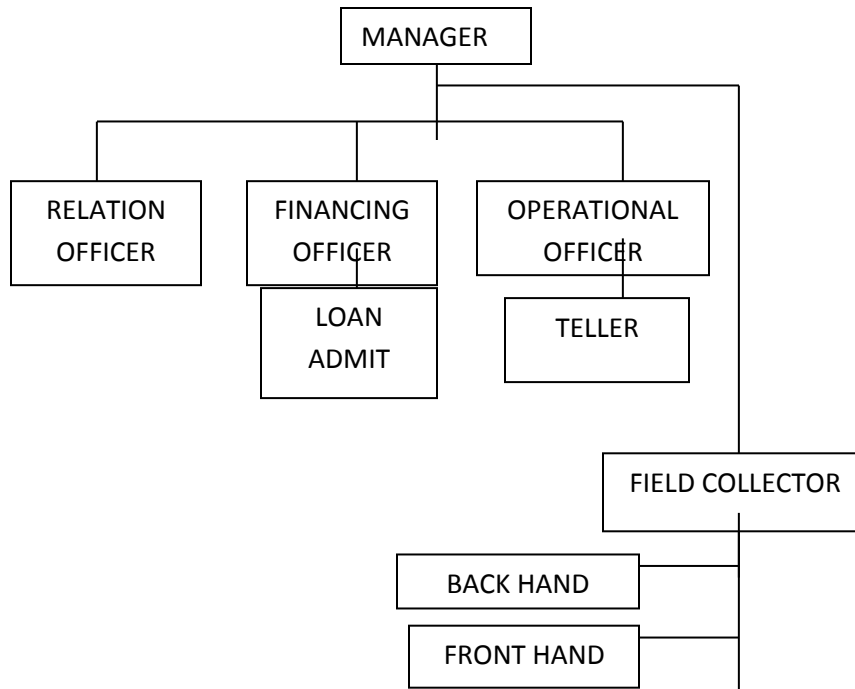 MANAGER
RELATION
OFFICER
FINANCING
OFFICER
OPERATIONAL
OFFICER
LOAN
ADMIT
TELLER
FIELD COLLECTOR
BACK HAND
FRONT HAND